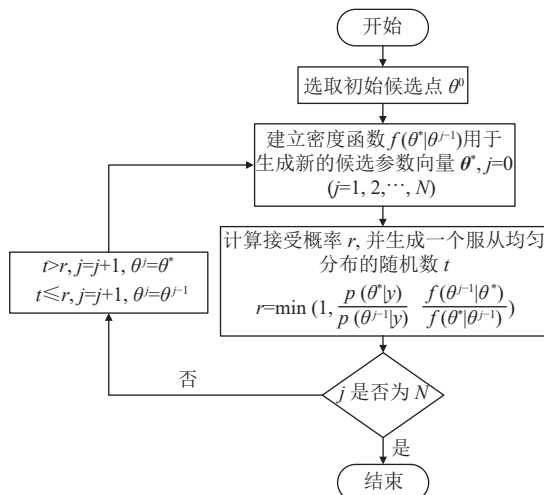 开始
选取初始候选点 θ⁰
建立密度函数 f(θ*|θʲ⁻¹)用于
生成新的候选参数向量 θ*, j=0
(j=1, 2,⋯, N)
计算接受概率 r, 并生成一个服从均匀
分布的随机数 t
r=min (1, p (θ*|y) / p (θʲ⁻¹|y) f(θʲ⁻¹|θ*) / f(θ*|θʲ⁻¹))
t>r, j=j+1, θʲ=θ*
t≤r, j=j+1, θʲ=θʲ⁻¹
否
j 是否为 N
是
结束